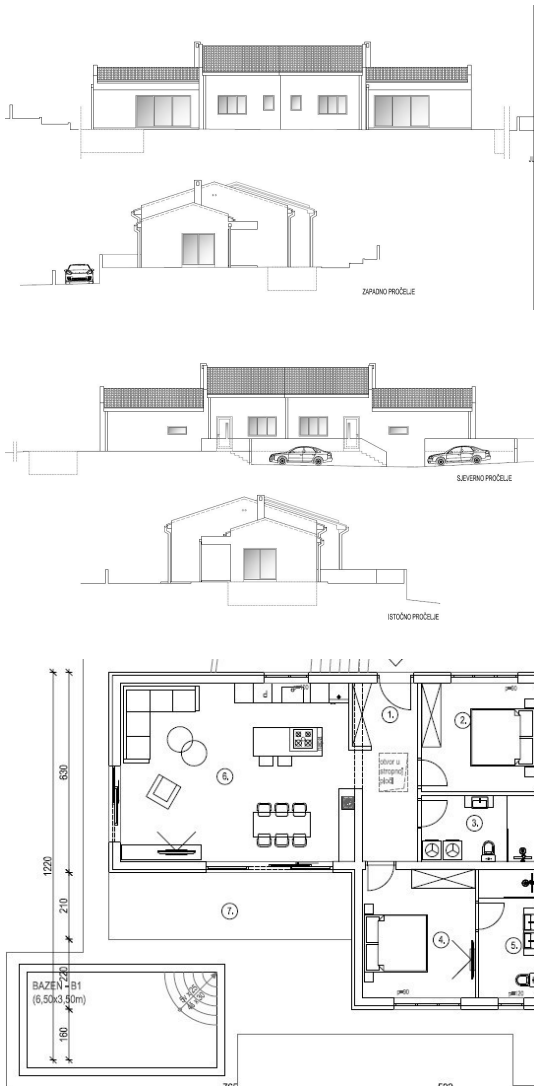 ZAPADNO PROČELJE
SJEVERNO PROČELJE
ISTOČNO PROČELJE
1.
2.
otvor u
stropnoj
ploči
630
6.
3.
1220
210
7.
4.
5.
220
BAZEN - B1
(6,50x3,50m)
160